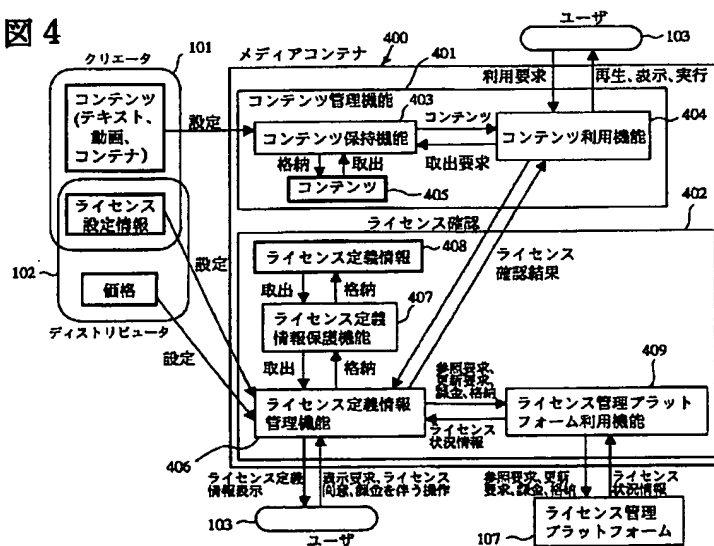 図4
クリエータ
101
メディアコンテナ
400
ユーザ
103
401
利用要求
再生、表示、実行
コンテンツ
(テキスト、
動画、
コンテナ)
設定
コンテンツ管理機能
403
コンテンツ保持機能
コンテンツ
取出要求
404
コンテンツ利用機能
格納
取出
コンテンツ
405
ライセンス
設定情報
102
価格
ディストリビュータ
設定
設定
ライセンス確認
402
ライセンス定義情報
408
取出
格納
407
ライセンス定義
情報保護機能
取出
格納
ライセンス
確認結果
ライセンス定義情報
管理機能
406
参照要求、
更新要求、
課金、格納
ライセンス
状況情報
409
ライセンス管理プラット
フォーム利用機能
ライセンス定義
情報表示
表示要求、ライセンス
同意、課金を伴う操作
103
ユーザ
参照要求、更新
要求、課金、格納
ライセンス
状況情報
107
ライセンス管理
プラットフォーム